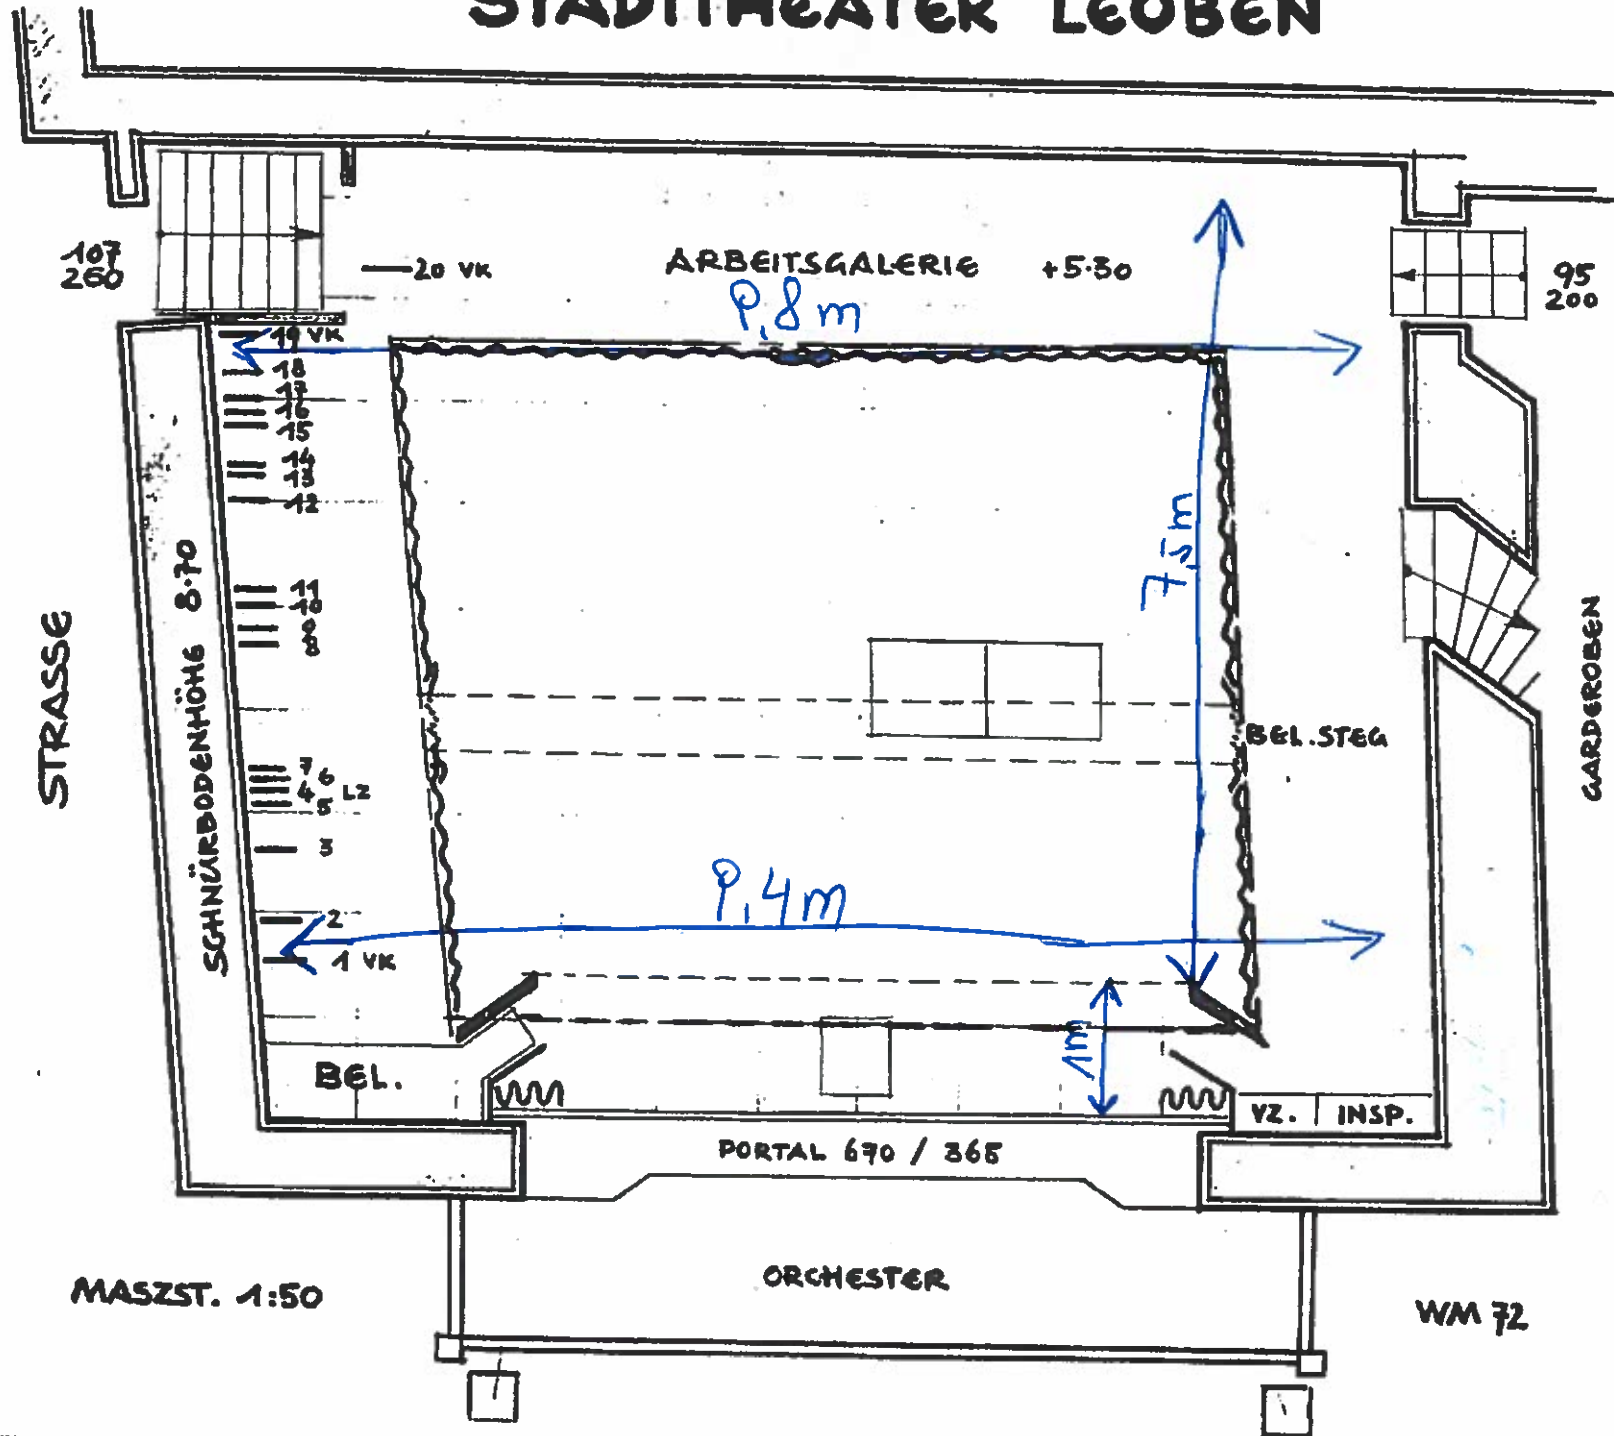 STADTTHEATER LEOBEN
107
260
20 VK
ARBEITSGALERIE +5.30
95
200
9,8 m
19 VK
18
17
16
15
14
13
12
7,5m
11
10
9
8
STRASSE
SCHNÜRBODENHÖHE 8.70
GARDEROBEN
BEL. STEG
7
6
4 LZ
5
3
9,4m
2
1 VK
1m
BEL.
VZ. INSP.
PORTAL 670 / 365
ORCHESTER
MASZST. 1:50
WM 72